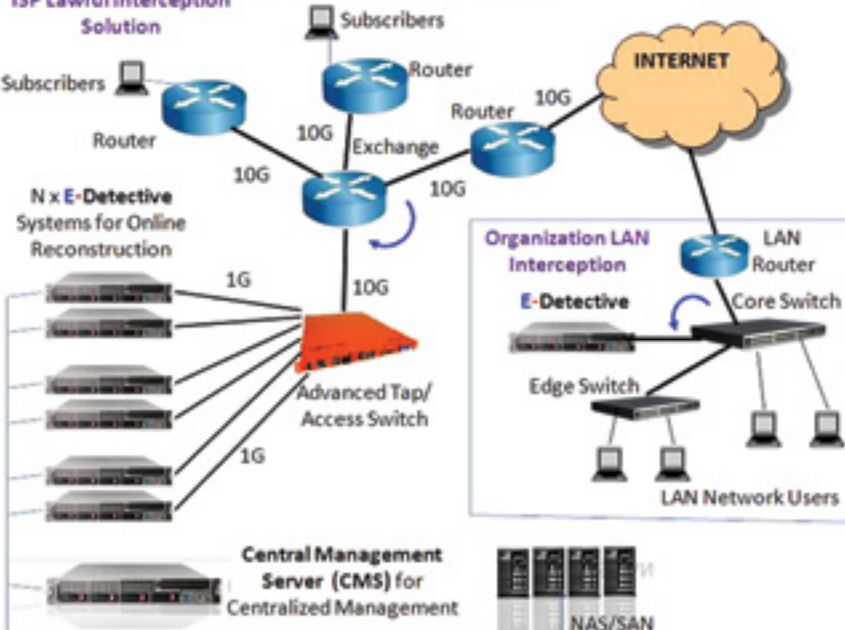 ISP Lawful Interception
Solution
Subscribers
Router
Subscribers
Router
Router
10G
INTERNET
10G
Exchange
10G
10G
N x E-Detective
Systems for Online
Reconstruction
1G
10G
Advanced Tap/
Access Switch
1G
Organization LAN
Interception
LAN
Router
E-Detective
Core Switch
Edge Switch
LAN Network Users
Central Management
Server (CMS) for
Centralized Management
NAS/SAN